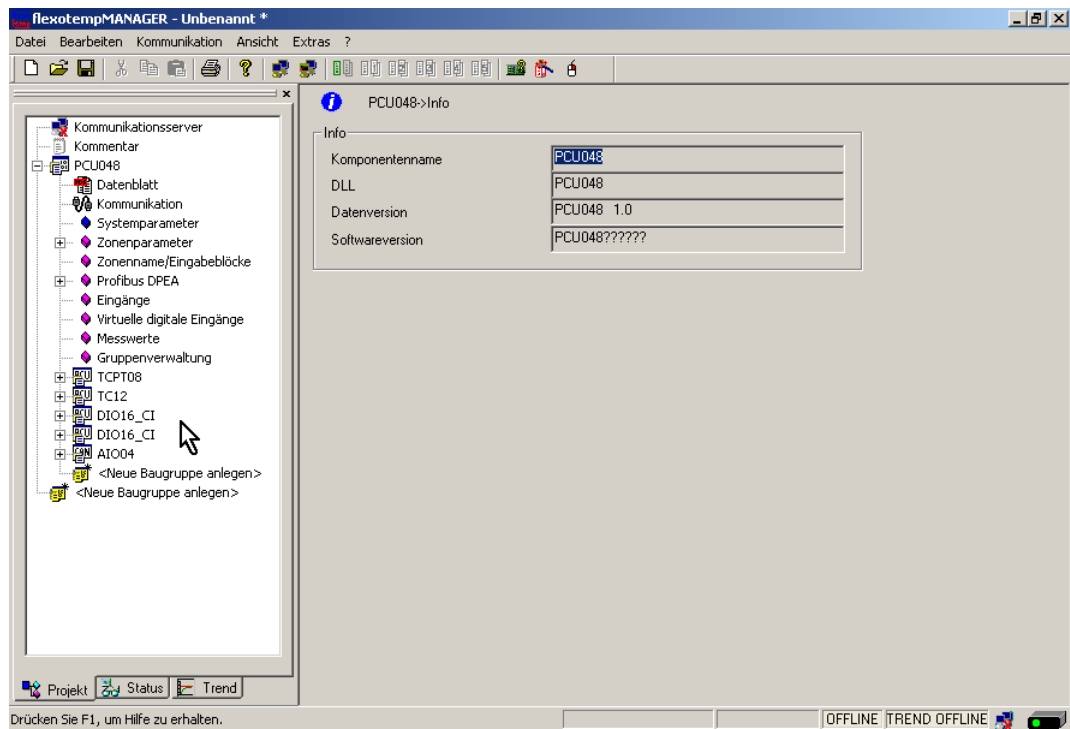 flexotempMANAGER - Unbenannt *
Datei Bearbeiten Kommunikation Ansicht Extras ?
PCU048->Info
Kommunikationsserver
Kommentar
PCU048
Datenblatt
Kommunikation
Systemparameter
Zonenparameter
Zonenname/Eingabeblöcke
Profibus DPEA
Eingänge
Virtuelle digitale Eingänge
Messwerte
Gruppenverwaltung
TCPT08
TC12
DIO16_CI
DIO16_CI
AIO04
<Neue Baugruppe anlegen>
<Neue Baugruppe anlegen>
Info
Komponentenname PCU048
DLL PCU048
Datenversion PCU048 1.0
Softwareversion PCU048??????
Projekt Status Trend
Drücken Sie F1, um Hilfe zu erhalten. OFFLINE TREND OFFLINE